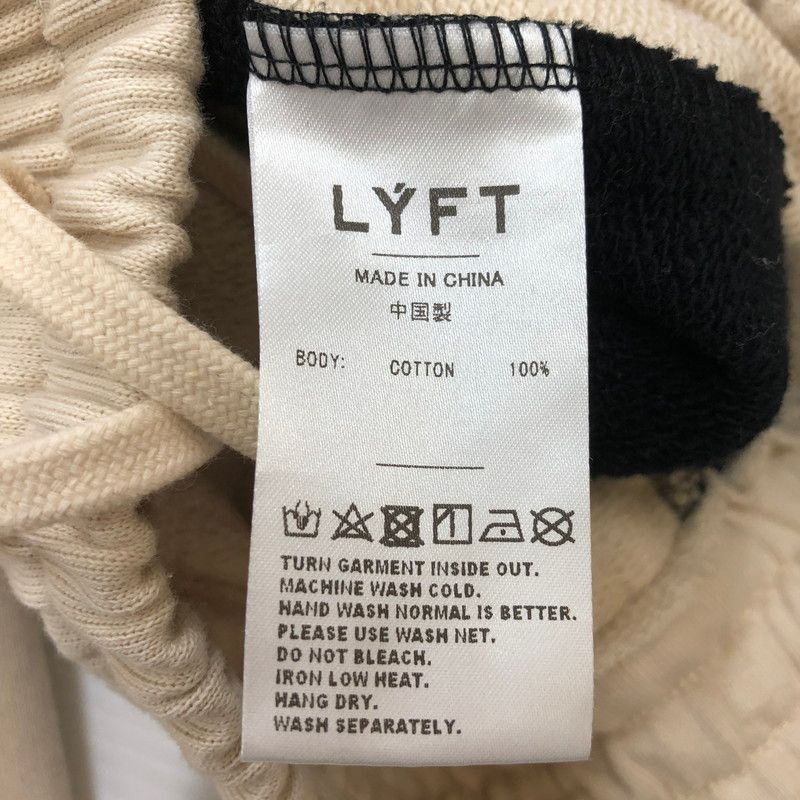 LÝFT
MADE IN CHINA
中国製
BODY: COTTON 100%
TURN GARMENT INSIDE OUT.
MACHINE WASH COLD.
HAND WASH NORMAL IS BETTER.
PLEASE USE WASH NET.
DO NOT BLEACH.
IRON LOW HEAT.
HANG DRY.
WASH SEPARATELY.